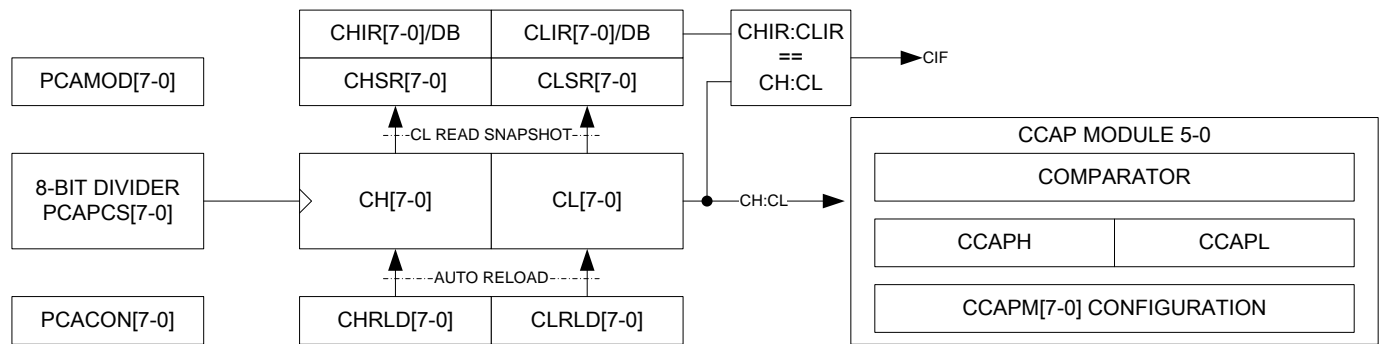 CHIR[7-0]/DB
CLIR[7-0]/DB
CHIR:CLIR
==
CH:CL
CIF
PCAMOD[7-0]
CHSR[7-0]
CLSR[7-0]
CL READ SNAPSHOT
8-BIT DIVIDER
PCAPCS[7-0]
CH[7-0]
CL[7-0]
CH:CL
AUTO RELOAD
PCACON[7-0]
CHRLD[7-0]
CLRLD[7-0]
CCAP MODULE 5-0
COMPARATOR
CCAPH
CCAPL
CCAPM[7-0] CONFIGURATION